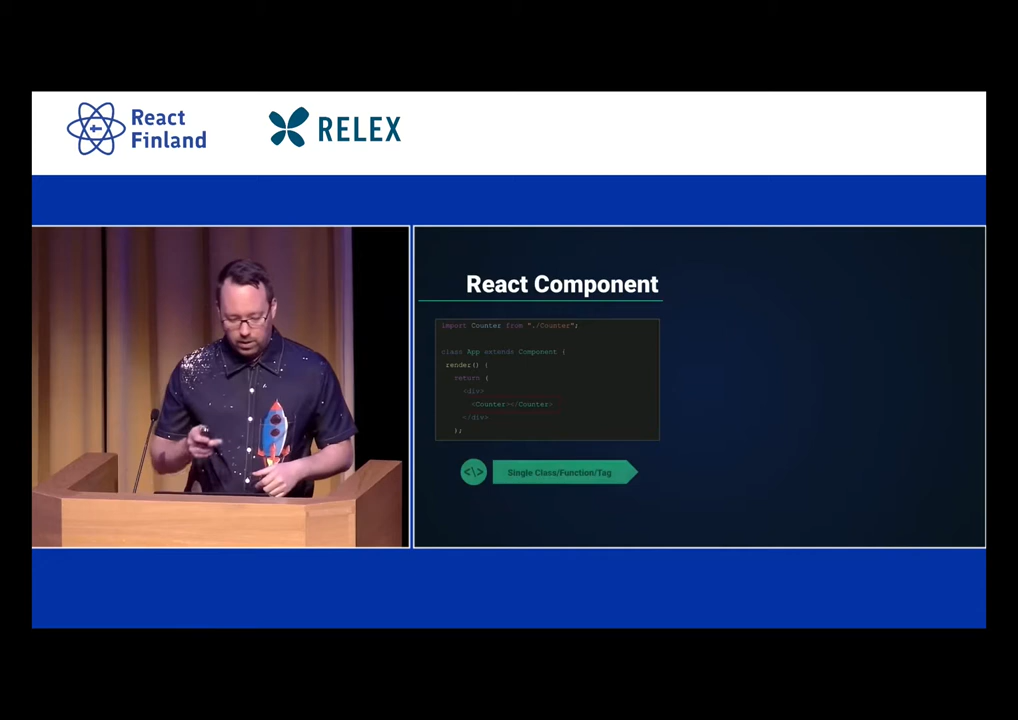 React
Finland
RELEX
React Component
import Counter from "./Counter";
class App extends Component {
render() {
return (
<div>
<Counter></Counter>
</div>
);
<\>
Single Class/Function/Tag